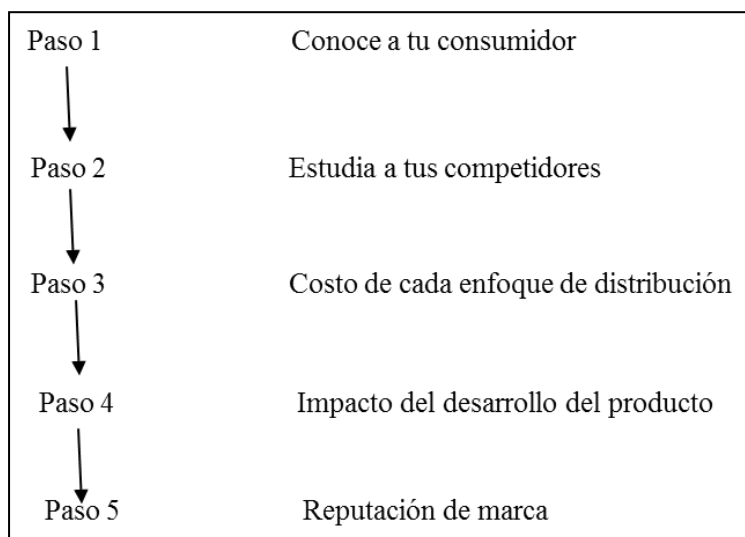 Paso 1 Conoce a tu consumidor
Paso 2 Estudia a tus competidores
Paso 3 Costo de cada enfoque de distribución
Paso 4 Impacto del desarrollo del producto
Paso 5 Reputación de marca